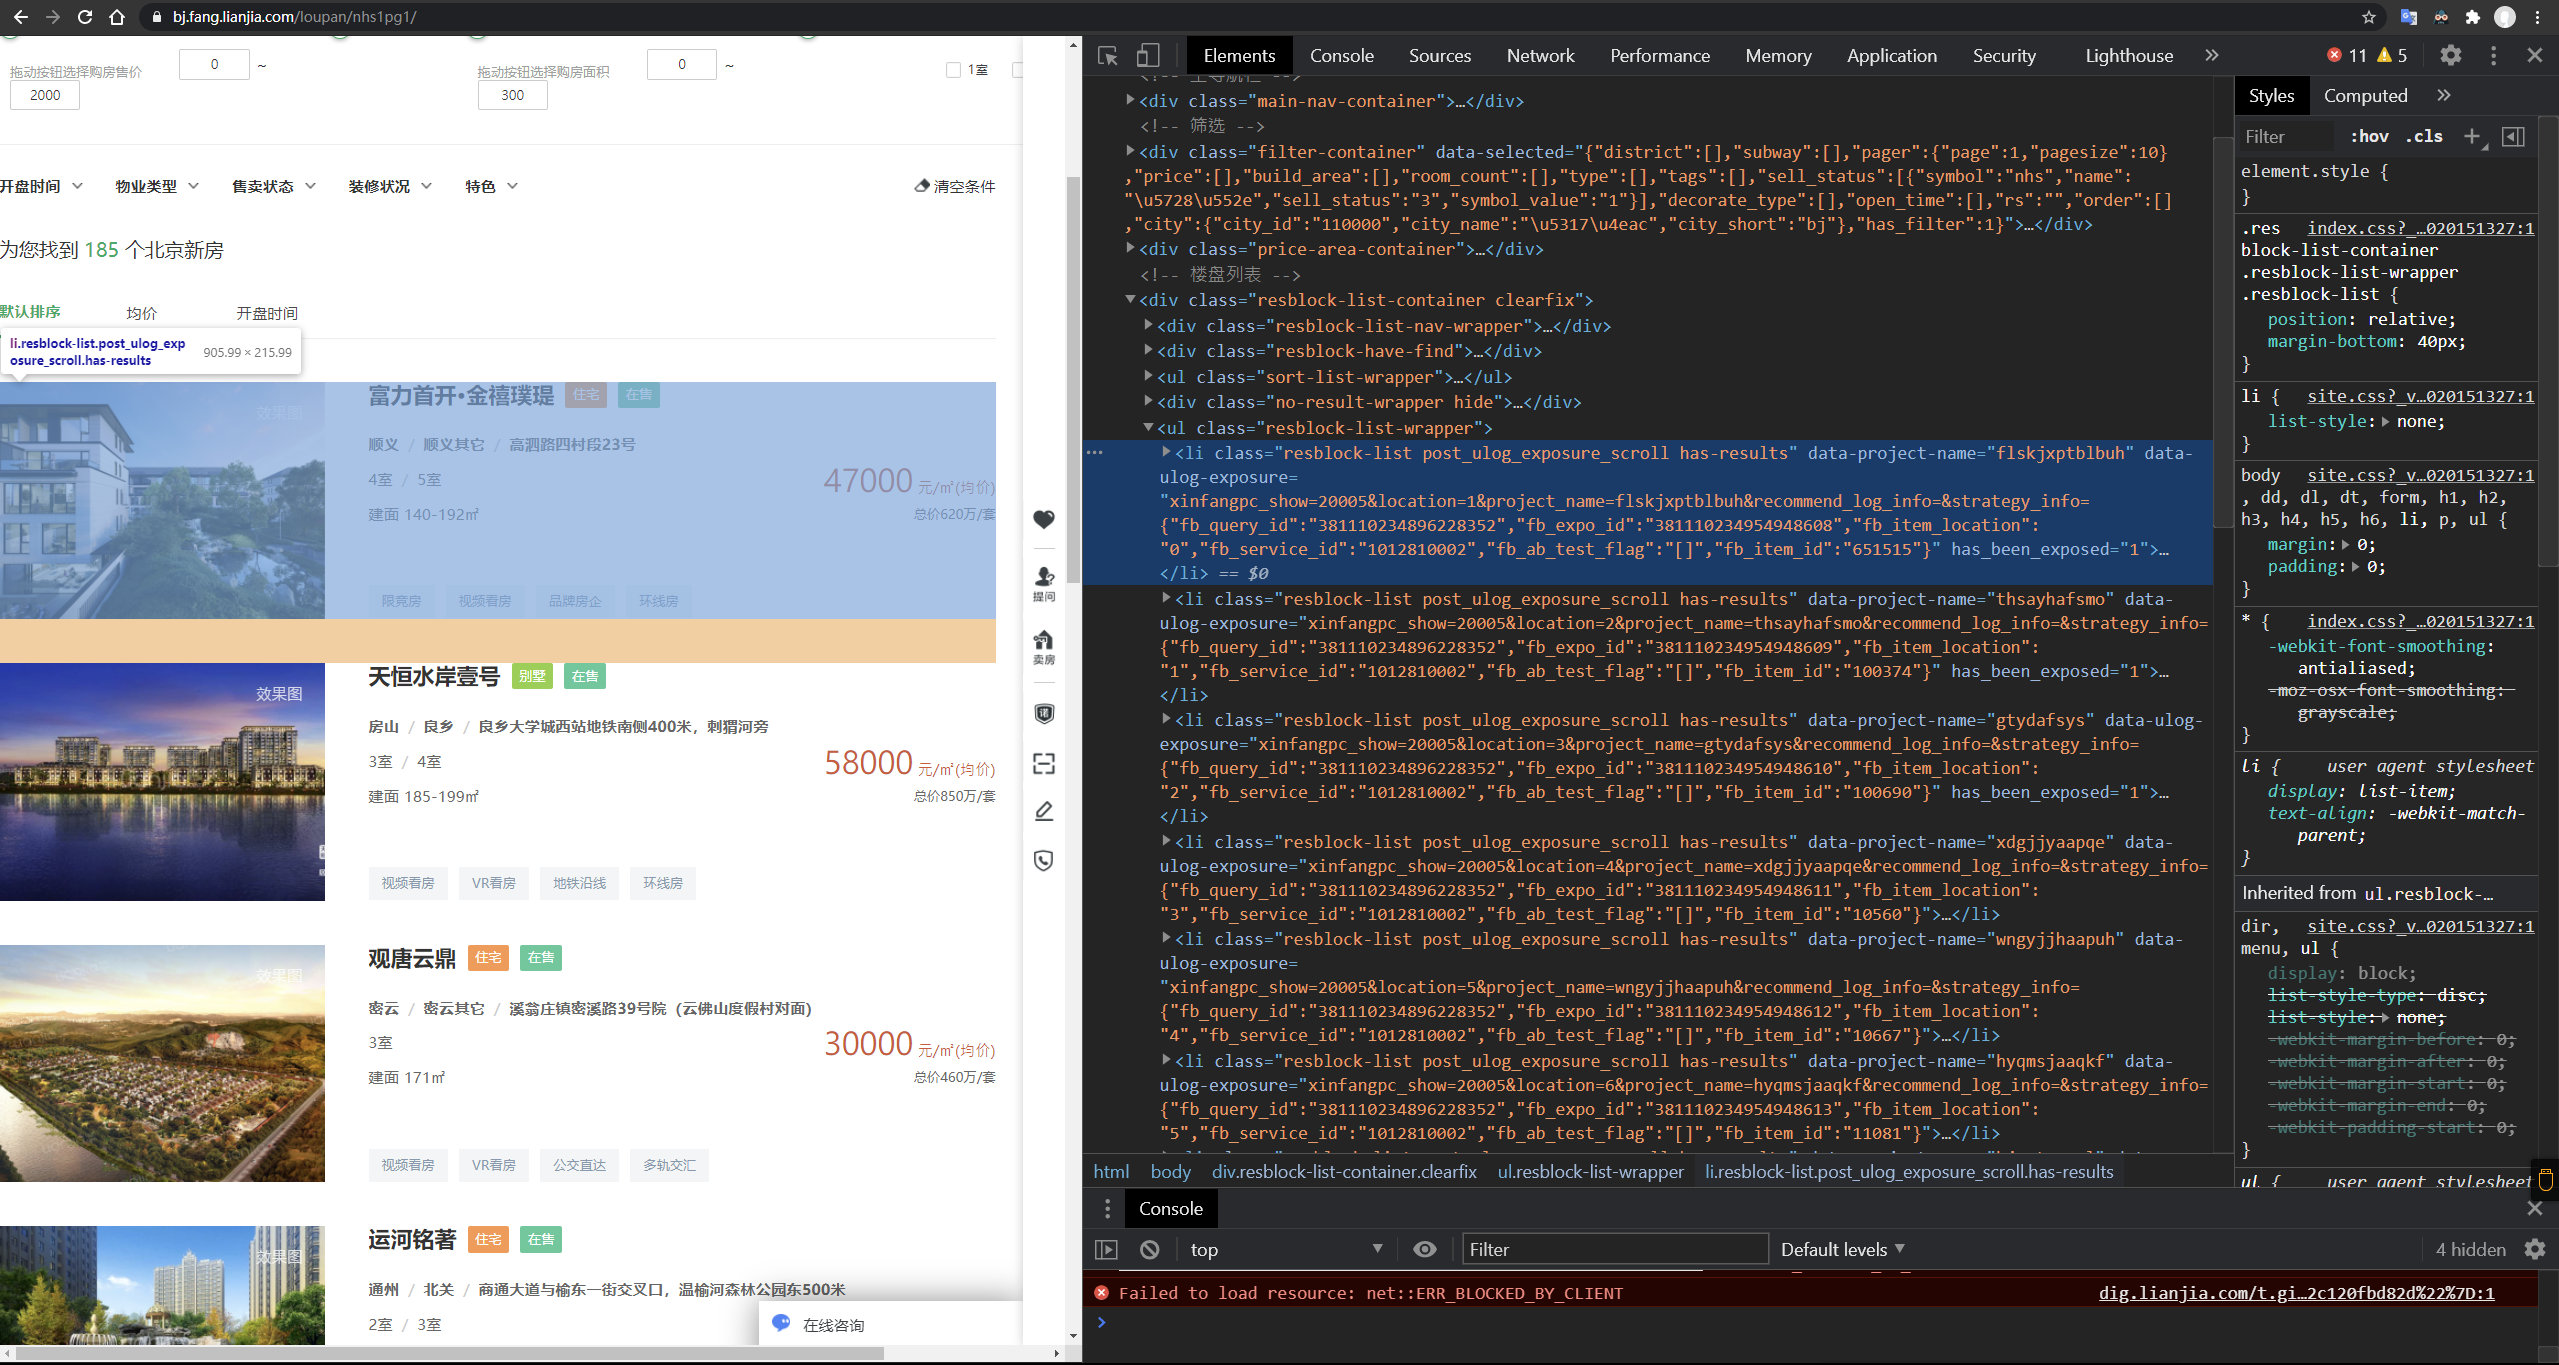 bj.fang.lianjia.com/loupan/nhs1pg1/
拖动按钮选择购房售价 0 ~
2000
拖动按钮选择购房面积 0 ~
300
1室
开盘时间 物业类型 售卖状态 装修状况 特色 清空条件
为您找到 185 个北京新房
默认排序 均价 开盘时间
li.resblock-list.post_ulog_exp
osure_scroll.has-results 905.99 × 215.99
效果图
富力首开·金禧璞瑅 住宅 在售
顺义 / 顺义其它 / 高泗路四村段23号
4室 / 5室
47000 元/㎡(均价)
建面 140-192㎡
总价620万/套
限竞房 视频看房 品牌房企 环线房
效果图
天恒水岸壹号 别墅 在售
房山 / 良乡 / 良乡大学城西站地铁南侧400米，刺猬河旁
3室 / 4室
58000 元/㎡(均价)
建面 185-199㎡
总价850万/套
视频看房 VR看房 地铁沿线 环线房
效果图
观唐云鼎 住宅 在售
密云 / 密云其它 / 溪翁庄镇密溪路39号院（云佛山度假村对面）
3室
30000 元/㎡(均价)
建面 171㎡
总价460万/套
视频看房 VR看房 公交直达 多轨交汇
效果图
运河铭著 住宅 在售
通州 / 北关 / 商通大道与榆东一街交叉口，温榆河森林公园东500米
2室 / 3室
提问
卖房
诺
在线咨询
Elements Console Sources Network Performance Memory Application Security Lighthouse » 11 5
<div class="main-nav-container">…</div>
<!-- 筛选 -->
<div class="filter-container" data-selected="{"district":[],"subway":[],"pager":{"page":1,"pagesize":10}
,"price":[],"build_area":[],"room_count":[],"type":[],"tags":[],"sell_status":[{"symbol":"nhs","name":
"\u5728\u552e","sell_status":"3","symbol_value":"1"}],"decorate_type":[],"open_time":[],"rs":"","order":[]
,"city":{"city_id":"110000","city_name":"\u5317\u4eac","city_short":"bj"},"has_filter":1}">…</div>
<div class="price-area-container">…</div>
<!-- 楼盘列表 -->
<div class="resblock-list-container clearfix">
<div class="resblock-list-nav-wrapper">…</div>
<div class="resblock-have-find">…</div>
<ul class="sort-list-wrapper">…</ul>
<div class="no-result-wrapper hide">…</div>
<ul class="resblock-list-wrapper">
<li class="resblock-list post_ulog_exposure_scroll has-results" data-project-name="flskjxptblbuh" data-
ulog-exposure=
"xinfangpc_show=20005&location=1&project_name=flskjxptblbuh&recommend_log_info=&strategy_info=
{"fb_query_id":"381110234896228352","fb_expo_id":"381110234954948608","fb_item_location":
"0","fb_service_id":"1012810002","fb_ab_test_flag":"[]","fb_item_id":"651515"}" has_been_exposed="1">…
</li> == $0
<li class="resblock-list post_ulog_exposure_scroll has-results" data-project-name="thsayhafsmo" data-
ulog-exposure="xinfangpc_show=20005&location=2&project_name=thsayhafsmo&recommend_log_info=&strategy_info=
{"fb_query_id":"381110234896228352","fb_expo_id":"381110234954948609","fb_item_location":
"1","fb_service_id":"1012810002","fb_ab_test_flag":"[]","fb_item_id":"100374"}" has_been_exposed="1">…
</li>
<li class="resblock-list post_ulog_exposure_scroll has-results" data-project-name="gtydafsys" data-ulog-
exposure="xinfangpc_show=20005&location=3&project_name=gtydafsys&recommend_log_info=&strategy_info=
{"fb_query_id":"381110234896228352","fb_expo_id":"381110234954948610","fb_item_location":
"2","fb_service_id":"1012810002","fb_ab_test_flag":"[]","fb_item_id":"100690"}" has_been_exposed="1">…
</li>
<li class="resblock-list post_ulog_exposure_scroll has-results" data-project-name="xdgjjyaapqe" data-
ulog-exposure="xinfangpc_show=20005&location=4&project_name=xdgjjyaapqe&recommend_log_info=&strategy_info=
{"fb_query_id":"381110234896228352","fb_expo_id":"381110234954948611","fb_item_location":
"3","fb_service_id":"1012810002","fb_ab_test_flag":"[]","fb_item_id":"10560"}">…</li>
<li class="resblock-list post_ulog_exposure_scroll has-results" data-project-name="wngyjjhaapuh" data-
ulog-exposure=
"xinfangpc_show=20005&location=5&project_name=wngyjjhaapuh&recommend_log_info=&strategy_info=
{"fb_query_id":"381110234896228352","fb_expo_id":"381110234954948612","fb_item_location":
"4","fb_service_id":"1012810002","fb_ab_test_flag":"[]","fb_item_id":"10667"}">…</li>
<li class="resblock-list post_ulog_exposure_scroll has-results" data-project-name="hyqmsjaaqkf" data-
ulog-exposure="xinfangpc_show=20005&location=6&project_name=hyqmsjaaqkf&recommend_log_info=&strategy_info=
{"fb_query_id":"381110234896228352","fb_expo_id":"381110234954948613","fb_item_location":
"5","fb_service_id":"1012810002","fb_ab_test_flag":"[]","fb_item_id":"11081"}">…</li>
html body div.resblock-list-container.clearfix ul.resblock-list-wrapper li.resblock-list.post_ulog_exposure_scroll.has-results
Styles Computed »
Filter :hov .cls
element.style {
}
.res index.css?_…020151327:1
block-list-container
.resblock-list-wrapper
.resblock-list {
position: relative;
margin-bottom: 40px;
}
li { site.css?_v…020151327:1
list-style: none;
}
body site.css?_v…020151327:1
, dd, dl, dt, form, h1, h2,
h3, h4, h5, h6, li, p, ul {
margin: 0;
padding: 0;
}
* { index.css?_…020151327:1
-webkit-font-smoothing:
antialiased;
-moz-osx-font-smoothing:
grayscale;
}
li { user agent stylesheet
display: list-item;
text-align: -webkit-match-
parent;
}
Inherited from ul.resblock-…
dir, site.css?_v…020151327:1
menu, ul {
display: block;
list-style-type: disc;
list-style: none;
-webkit-margin-before: 0;
-webkit-margin-after: 0;
-webkit-margin-start: 0;
-webkit-margin-end: 0;
-webkit-padding-start: 0;
}
ul { user agent stylesheet
Console
top Filter Default levels 4 hidden
Failed to load resource: net::ERR_BLOCKED_BY_CLIENT dig.lianjia.com/t.gi…2c120fbd82d%22%7D:1